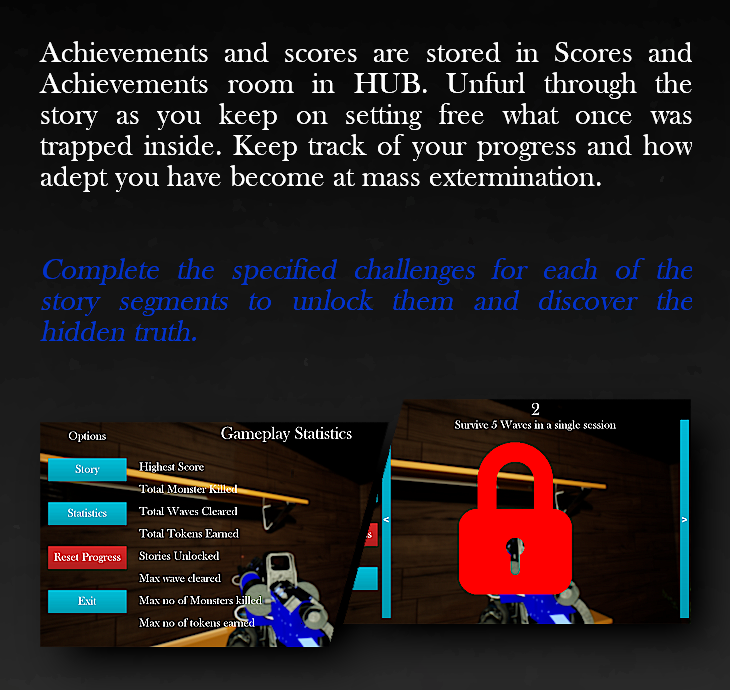 Achievements and scores are stored in Scores and
Achievements room in HUB. Unfurl through the
story as you keep on setting free what once was
trapped inside. Keep track of your progress and how
adept you have become at mass extermination.
Complete the specified challenges for each of the
story segments to unlock them and discover the
hidden truth.
Options
Gameplay Statistics
Story
Highest Score
Total Monster Killed
Statistics
Total Waves Cleared
Total Tokens Earned
Reset Progress
Stories Unlocked
Max wave cleared
Exit
Max no of Monsters killed
Max no of tokens earned
2
Survive 5 Waves in a single session
<
>